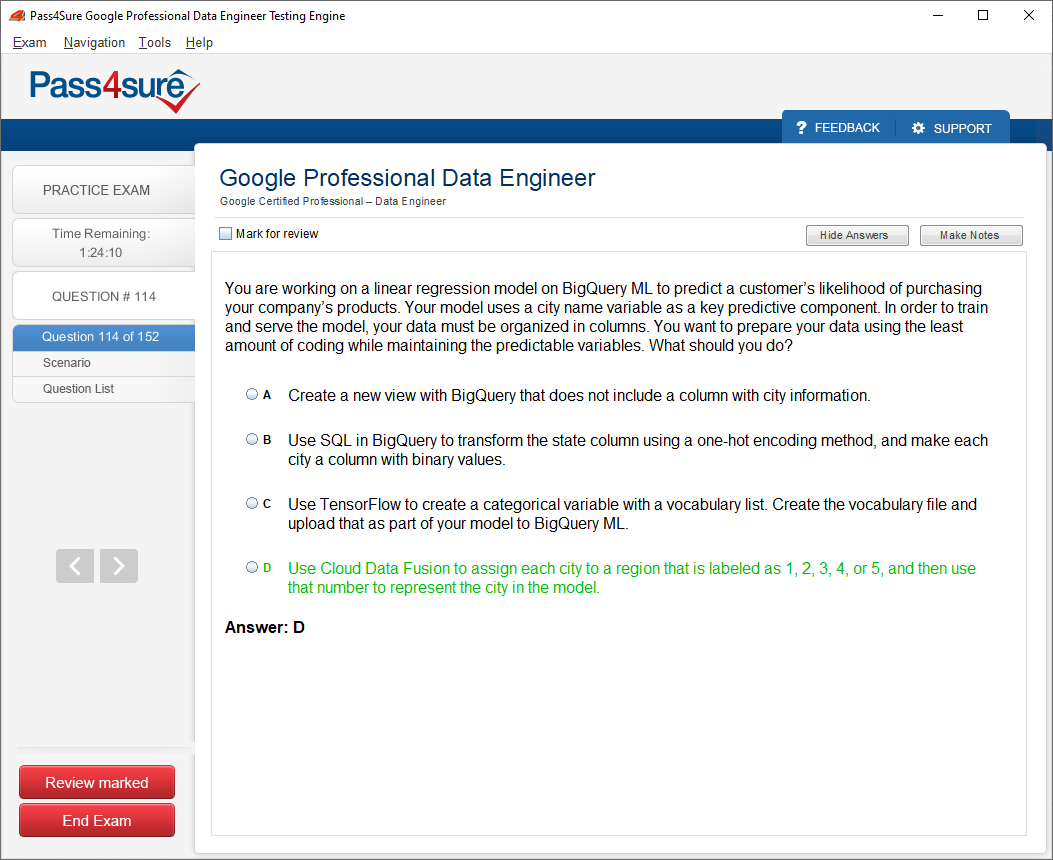 Pass4Sure Google Professional Data Engineer Testing Engine
Exam Navigation Tools Help
Pass4sure
? FEEDBACK SUPPORT
PRACTICE EXAM
Time Remaining:
1:24:10
QUESTION # 114
Question 114 of 152
Scenario
Question List
Review marked
End Exam
Google Professional Data Engineer
Google Certified Professional – Data Engineer
Mark for review
Hide Answers Make Notes
You are working on a linear regression model on BigQuery ML to predict a customer’s likelihood of purchasing
your company’s products. Your model uses a city name variable as a key predictive component. In order to train
and serve the model, your data must be organized in columns. You want to prepare your data using the least
amount of coding while maintaining the predictable variables. What should you do?
A Create a new view with BigQuery that does not include a column with city information.
B Use SQL in BigQuery to transform the state column using a one-hot encoding method, and make each
city a column with binary values.
C Use TensorFlow to create a categorical variable with a vocabulary list. Create the vocabulary file and
upload that as part of your model to BigQuery ML.
D Use Cloud Data Fusion to assign each city to a region that is labeled as 1, 2, 3, 4, or 5, and then use
that number to represent the city in the model.
Answer: D